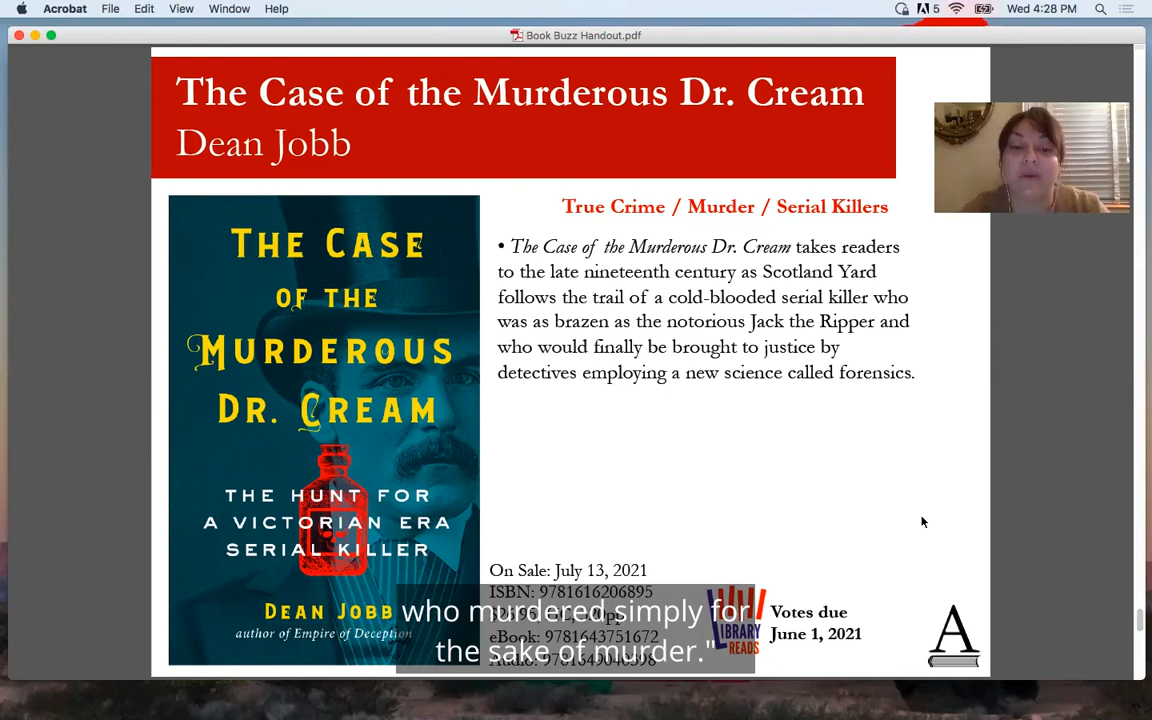 Acrobat File Edit View Window Help
5 Wed 4:28 PM
Book Buzz Handout.pdf
The Case of the Murderous Dr. Cream
Dean Jobb
THE CASE
OF THE
MURDEROUS
DR. CREAM
THE HUNT FOR
A VICTORIAN ERA
SERIAL KILLER
DEAN JOBB
author of Empire of Deception
True Crime / Murder / Serial Killers
• The Case of the Murderous Dr. Cream takes readers
to the late nineteenth century as Scotland Yard
follows the trail of a cold-blooded serial killer who
was as brazen as the notorious Jack the Ripper and
who would finally be brought to justice by
detectives employing a new science called forensics.
On Sale: July 13, 2021
ISBN: 9781616206895
eBook: 9781643751672
Audio: 9781649040398
LIBRARY
READS
Votes due
June 1, 2021
A
who murdered simply for
the sake of murder."